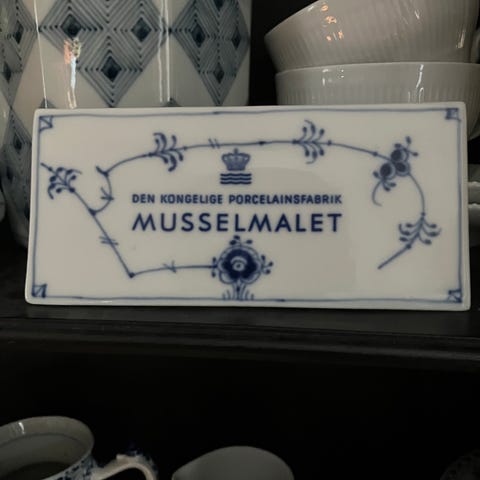 DEN KONGELIGE PORCELAINSFABRIK
MUSSELMALET